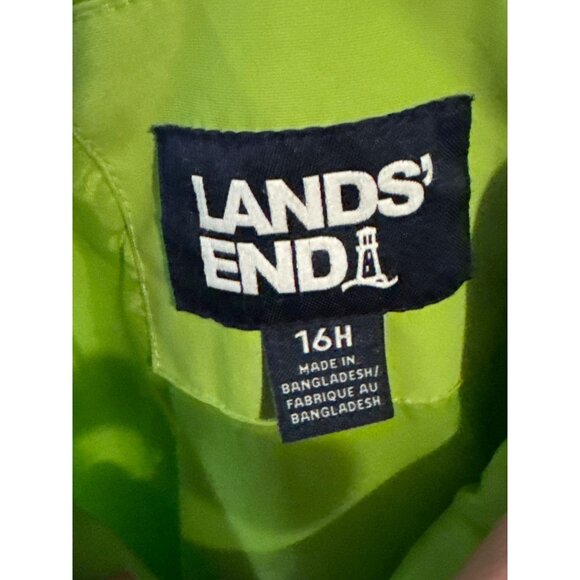 LANDS'
END
16H
MADE IN
BANGLADESH/
FABRIQUE AU
BANGLADESH